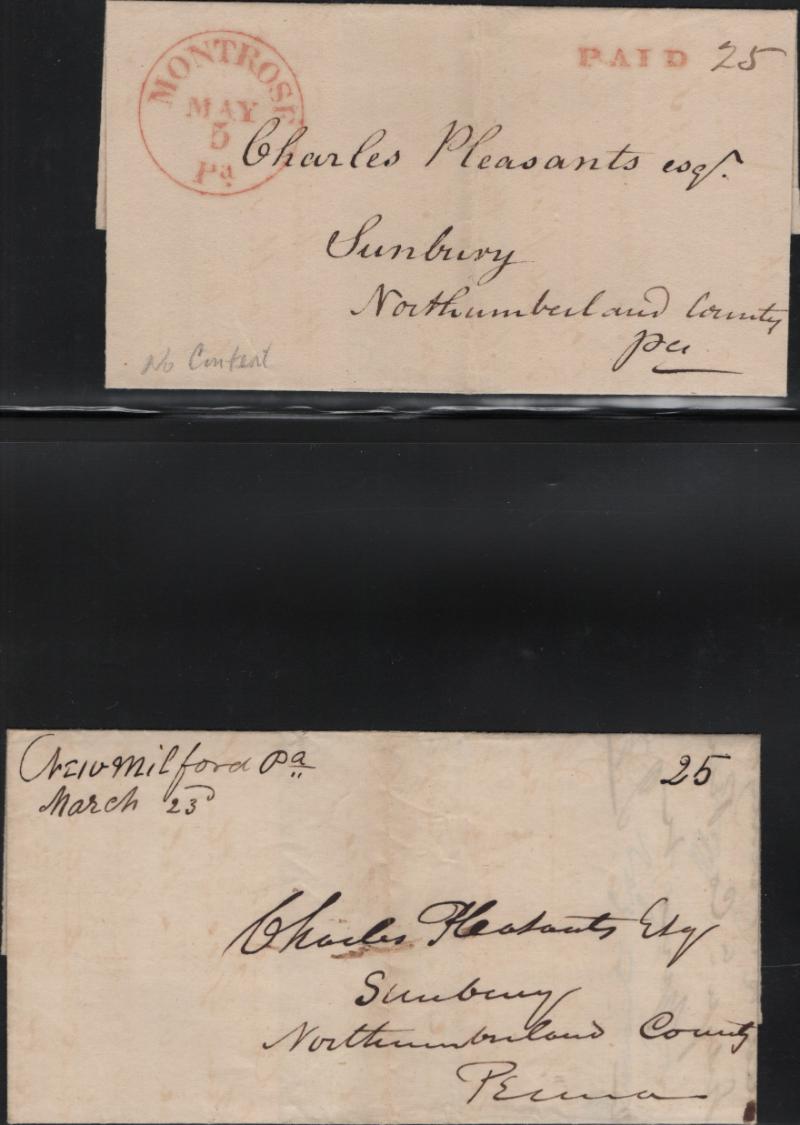 MONTROSE
MAY
5
Pa
PAID 25
Charles Pleasants esqr.
Sunbury
Northumberland County
pa
No Content
New Milford Pa
March 23d
25
Charles Pleasants Esq
Sunbury
Northumberland County
Penna